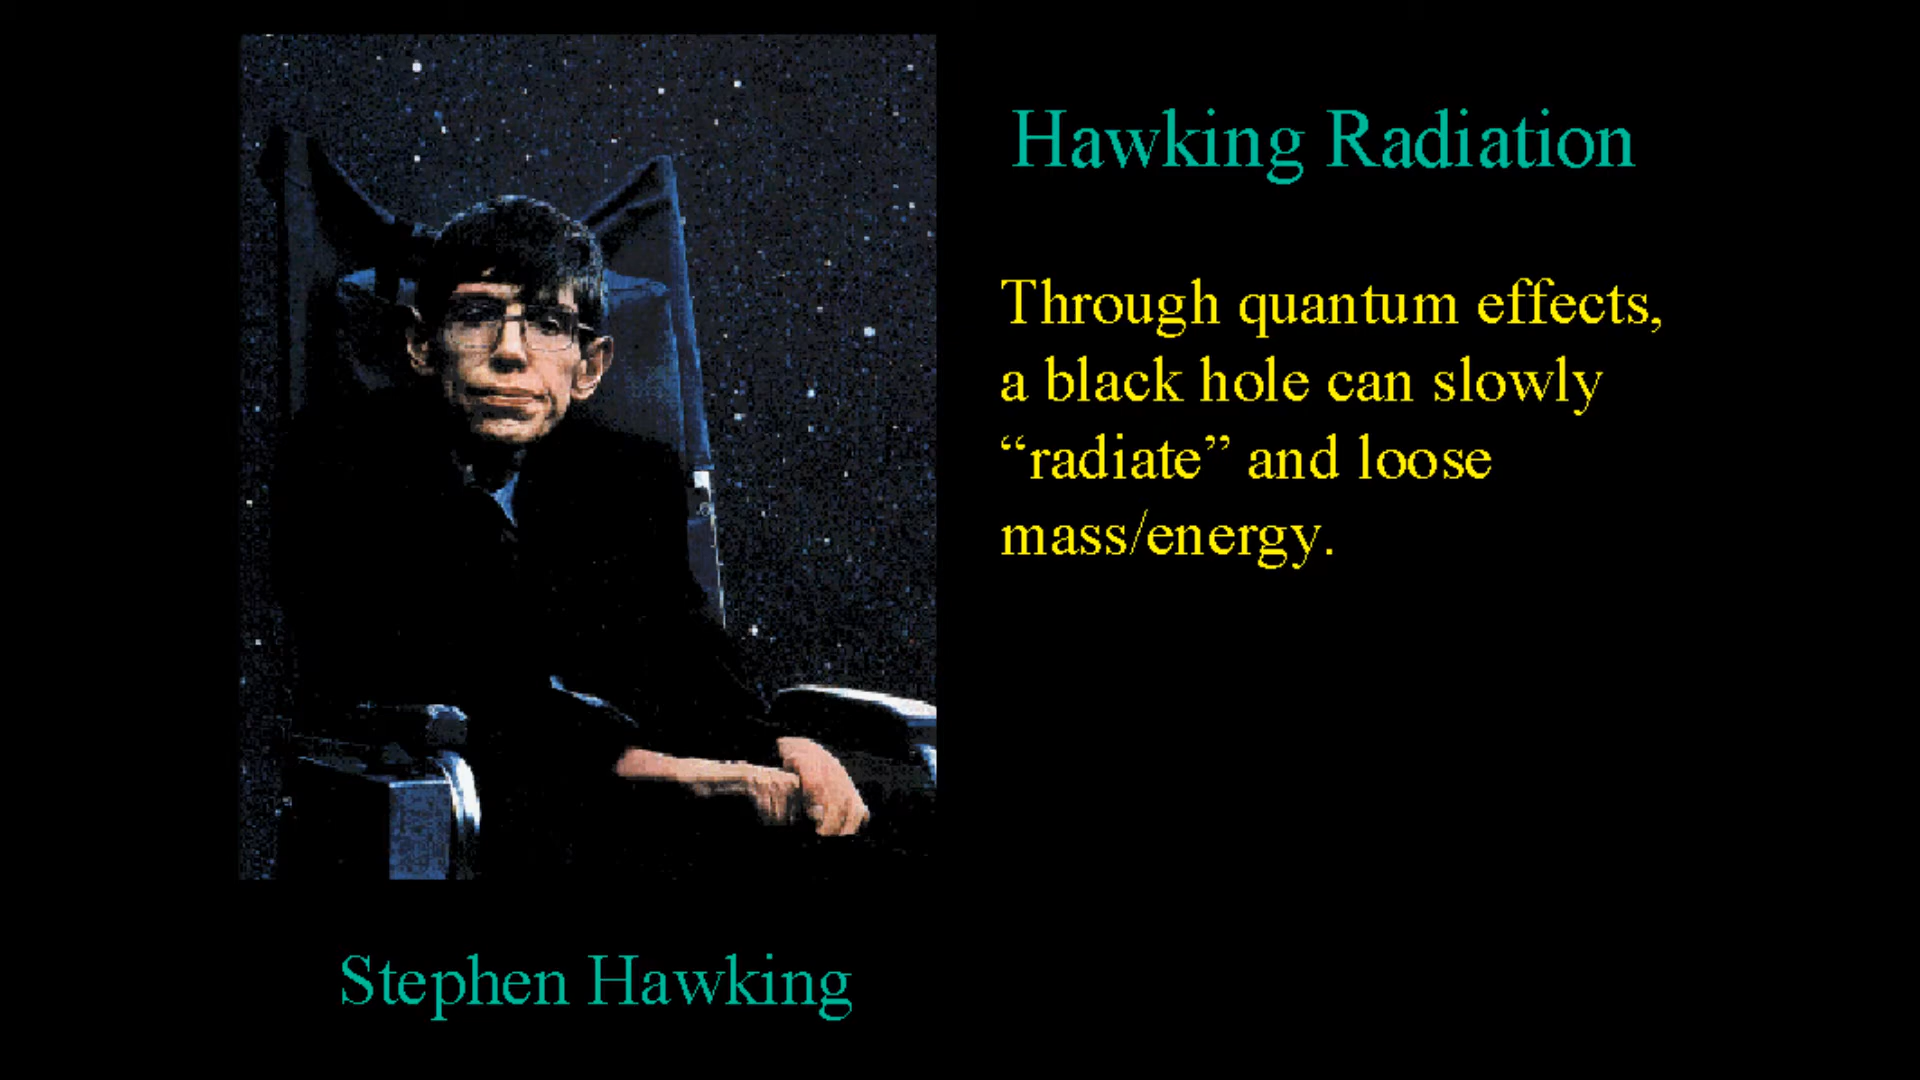 Hawking Radiation
Through quantum effects,
a black hole can slowly
“radiate” and loose
mass/energy.
Stephen Hawking